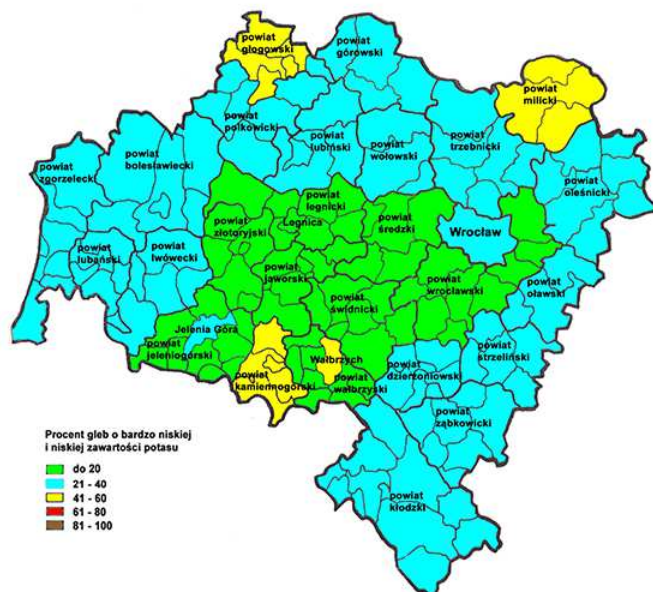 powiat
głogowski
powiat
górowski
powiat
milicki
powiat
polkowicki
powiat
lubiński
powiat
wołowski
powiat
trzebnicki
powiat
zgorzelecki
powiat
bolesławiecki
powiat
oleśnicki
powiat
legnicki
powiat
złotoryjski
Legnica
powiat
średzki
Wrocław
powiat
lubański
powiat
lwówecki
powiat
jaworski
powiat
wrocławski
powiat
oławski
powiat
świdnicki
Jelenia Góra
powiat
jeleniogórski
Wałbrzych
powiat
strzeliński
powiat
kamiennogórski
powiat
wałbrzyski
powiat
dzierżoniowski
powiat
ząbkowicki
powiat
kłodzki
Procent gleb o bardzo niskiej
i niskiej zawartości potasu
do 20
21 - 40
41 - 60
61 - 80
81 - 100